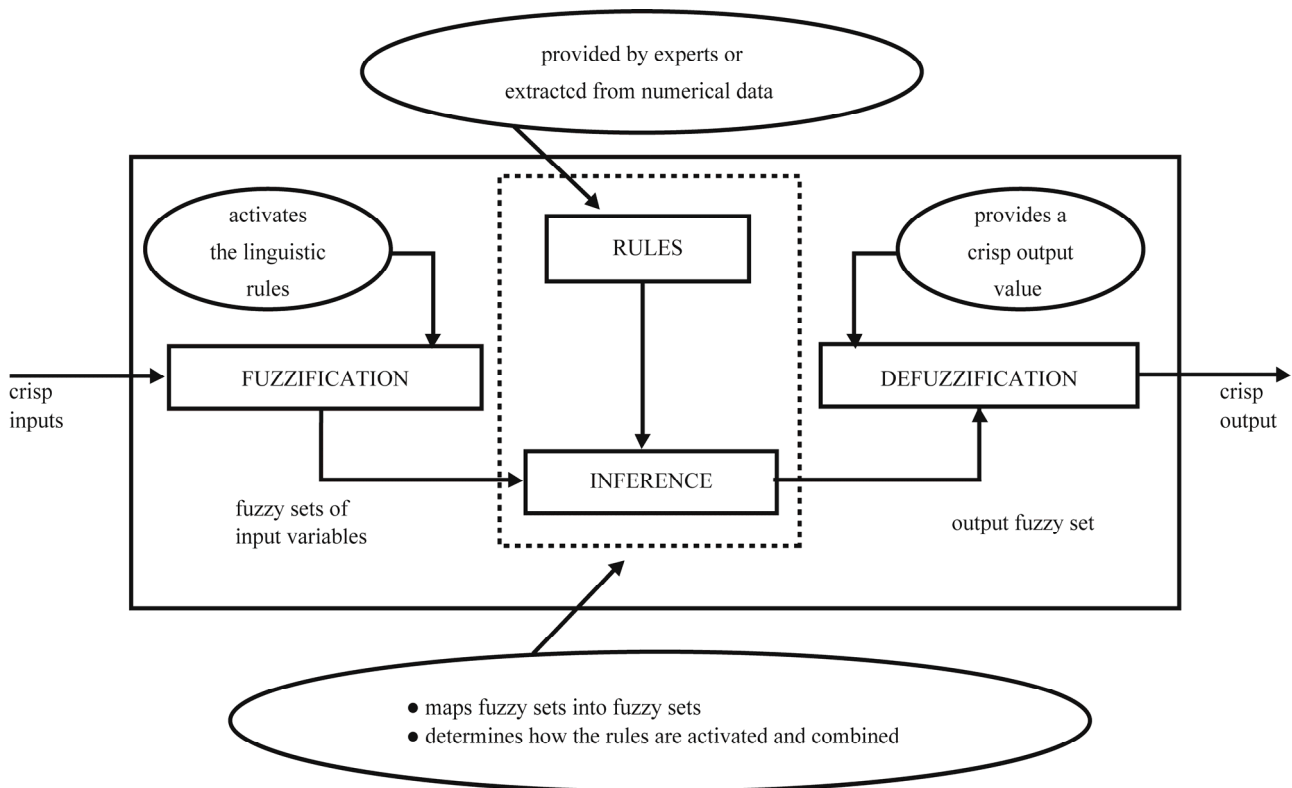 provided by experts or
extractcd from numerical data
activates
the linguistic
rules
RULES
provides a
crisp output
value
FUZZIFICATION
DEFUZZIFICATION
crisp
inputs
crisp
output
INFERENCE
fuzzy sets of
input variables
output fuzzy set
● maps fuzzy sets into fuzzy sets
● determines how the rules are activated and combined